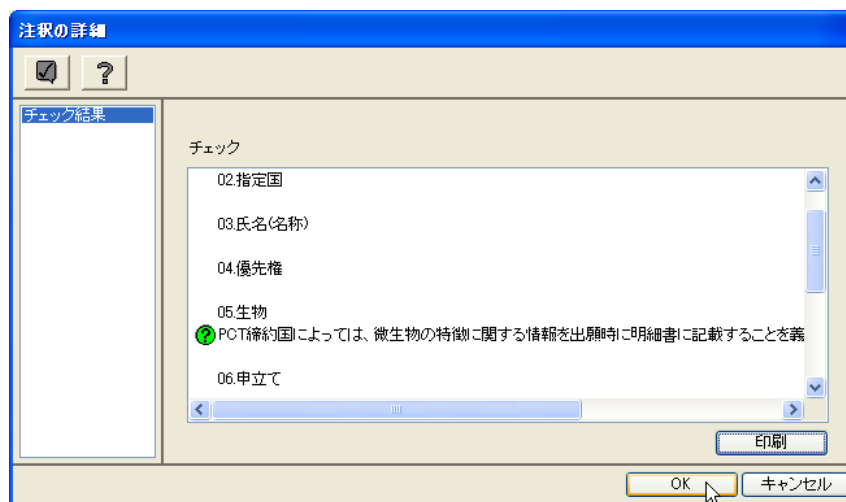 注釈の詳細
チェック結果
チェック
02.指定国
03.氏名(名称)
04.優先権
05.生物
PCT締約国によっては、微生物の特徴に関する情報を出願時に明細書に記載することを義
06.申立て
印刷
OK
キャンセル